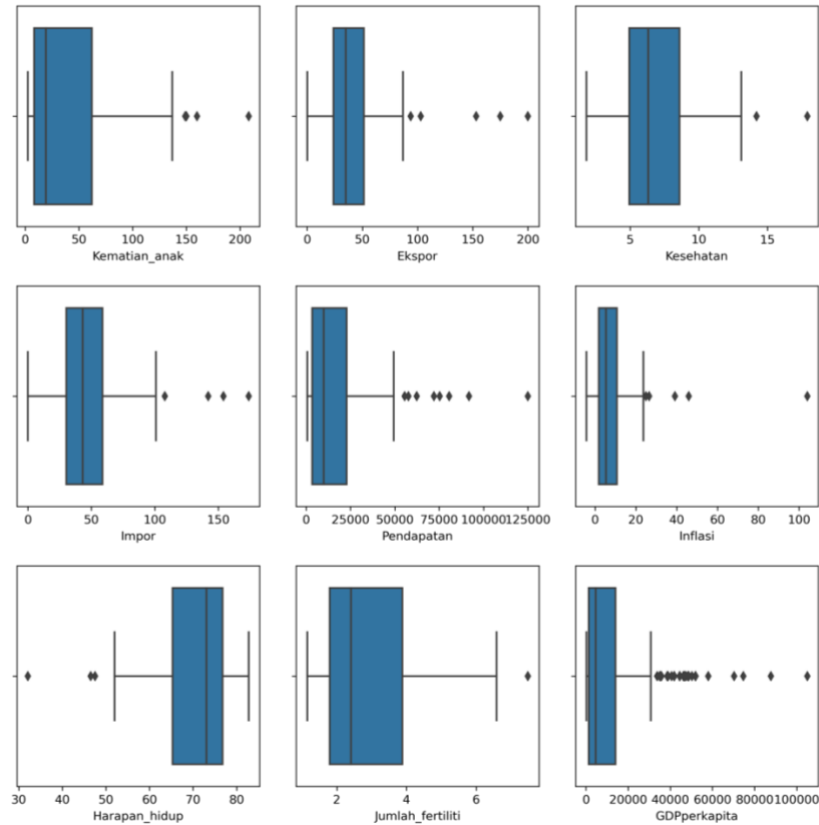 0 50 100 150 200
Kematian_anak
0 50 100 150 200
Ekspor
5 10 15
Kesehatan
0 50 100 150
Impor
0 25000 50000 75000 100000 125000
Pendapatan
0 20 40 60 80 100
Inflasi
30 40 50 60 70 80
Harapan_hidup
2 4 6
Jumlah_fertiliti
0 20000 40000 60000 80000 100000
GDPperkapita